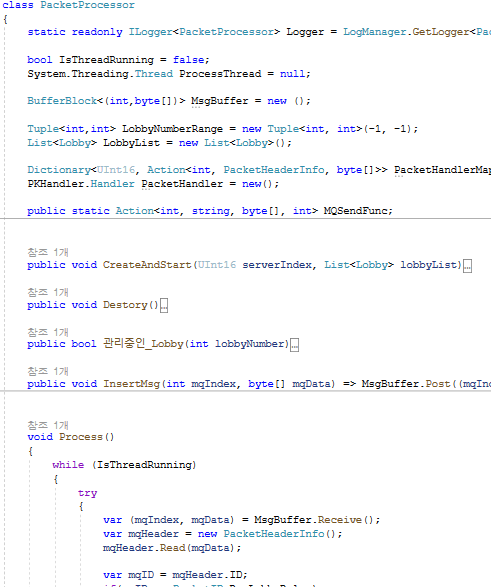 class PacketProcessor
{
static readonly ILogger<PacketProcessor> Logger = LogManager.GetLogger<Pac
bool IsThreadRunning = false;
System.Threading.Thread ProcessThread = null;
BufferBlock<(int,byte[])> MsgBuffer = new ();
Tuple<int,int> LobbyNumberRange = new Tuple<int, int>(-1, -1);
List<Lobby> LobbyList = new List<Lobby>();
Dictionary<UInt16, Action<int, PacketHeaderInfo, byte[]>> PacketHandlerMap
PKHandler.Handler PacketHandler = new();
public static Action<int, string, byte[], int> MQSendFunc;
참조 1개
public void CreateAndStart(UInt16 serverIndex, List<Lobby> lobbyList)...
참조 1개
public void Destory()...
참조 1개
public bool 관리중인_Lobby(int lobbyNumber)...
참조 1개
public void InsertMsg(int mqIndex, byte[] mqData) => MsgBuffer.Post((mqInd
참조 1개
void Process()
{
while (IsThreadRunning)
{
try
{
var (mqIndex, mqData) = MsgBuffer.Receive();
var mqHeader = new PacketHeaderInfo();
mqHeader.Read(mqData);
var mqID = mqHeader.ID;